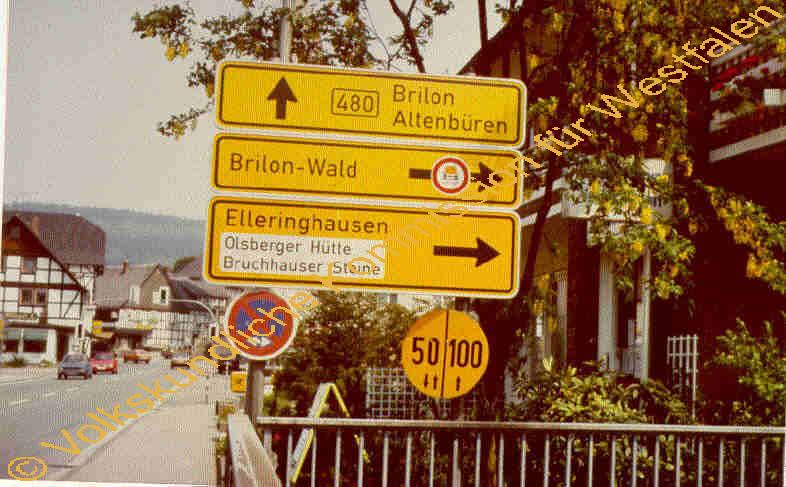 480 Brilon
Altenbüren
Brilon-Wald
Elleringhausen
Olsberger Hütte
Bruchhauser Steine
50 100
© Volkskundliche Kommission für Westfalen